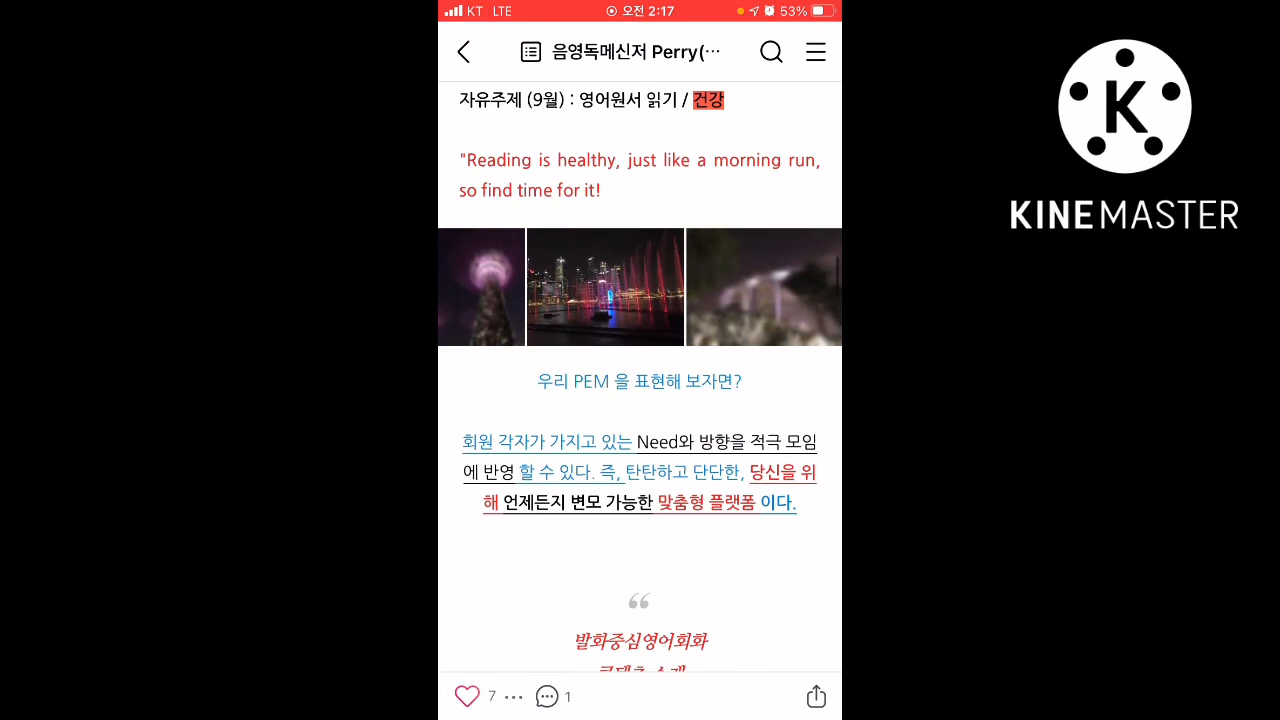 KT LTE 오전 2:17 53%
음영독메신저 Perry(···
자유주제 (9월) : 영어원서 읽기 / 건강
"Reading is healthy, just like a morning run,
so find time for it!
우리 PEM 을 표현해 보자면?
회원 각자가 가지고 있는 Need와 방향을 적극 모임
에 반영 할 수 있다. 즉, 탄탄하고 단단한, 당신을 위
해 언제든지 변모 가능한 맞춤형 플랫폼 이다.
“
발화중심영어회화
7 ··· 1
K
KINEMASTER